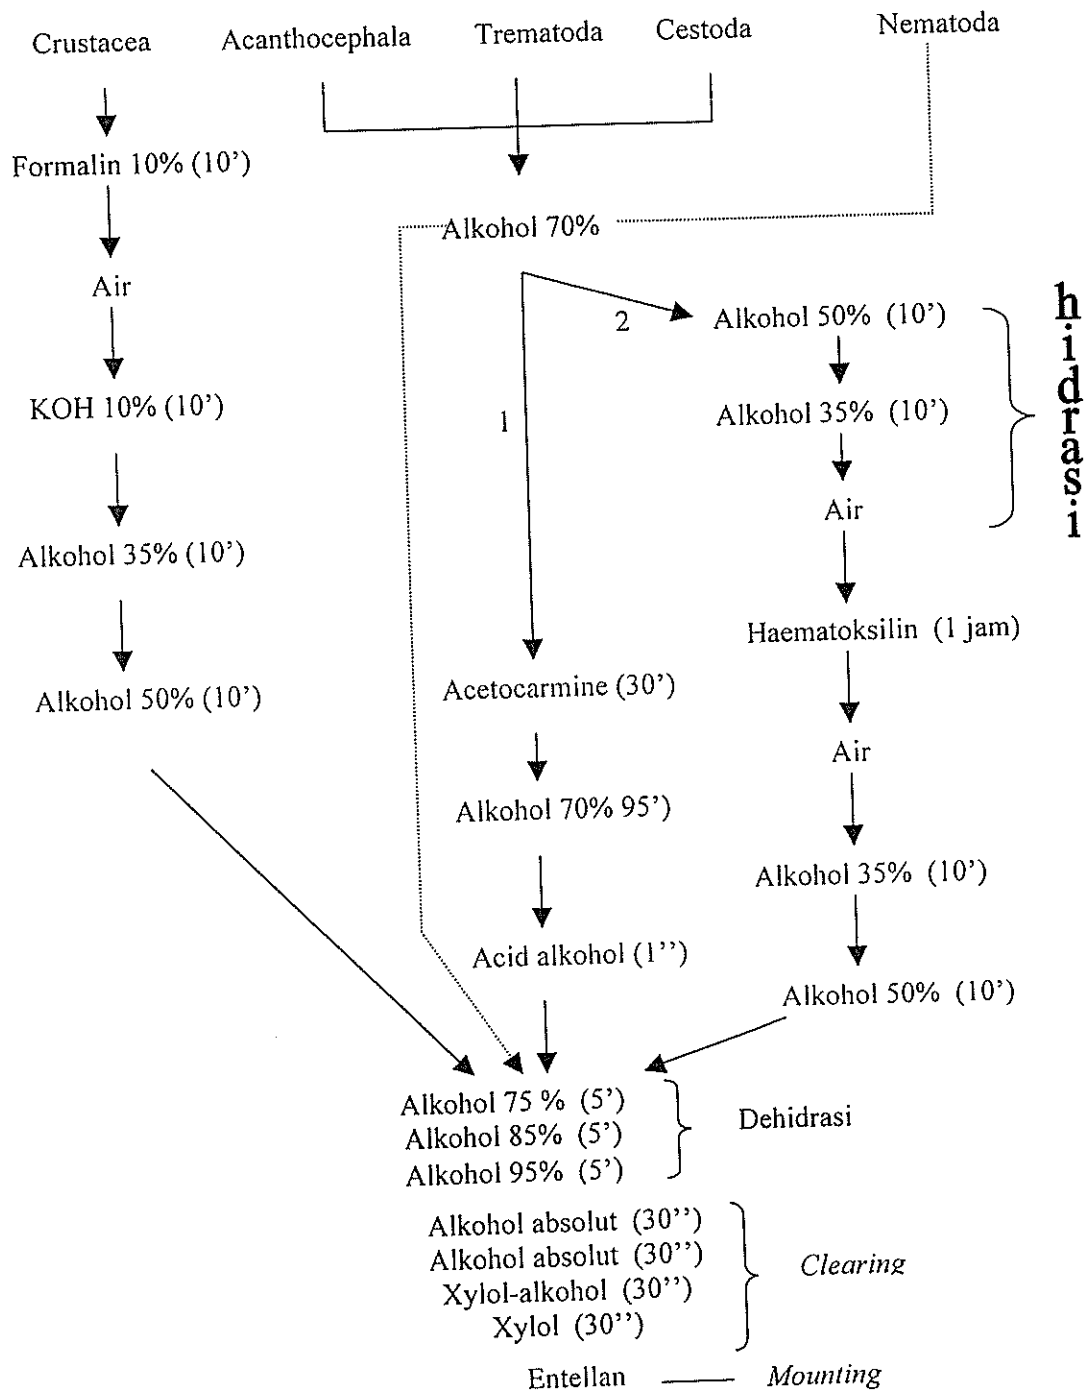 Crustacea
Acanthocephala
Trematoda
Cestoda
Nematoda
Formalin 10% (10’)
Air
KOH 10% (10’)
Alkohol 35% (10’)
Alkohol 50% (10’)
Alkohol 70%
1
2
Acetocarmine (30’)
Alkohol 70% 95’)
Acid alkohol (1’’)
Alkohol 50% (10’)
Alkohol 35% (10’)
Air
hidrasi
Haematoksilin (1 jam)
Air
Alkohol 35% (10’)
Alkohol 50% (10’)
Alkohol 75 % (5’)
Alkohol 85% (5’)
Alkohol 95% (5’)
Dehidrasi
Alkohol absolut (30’’)
Alkohol absolut (30’’)
Xylol-alkohol (30’’)
Xylol (30’’)
Clearing
Entellan
Mounting